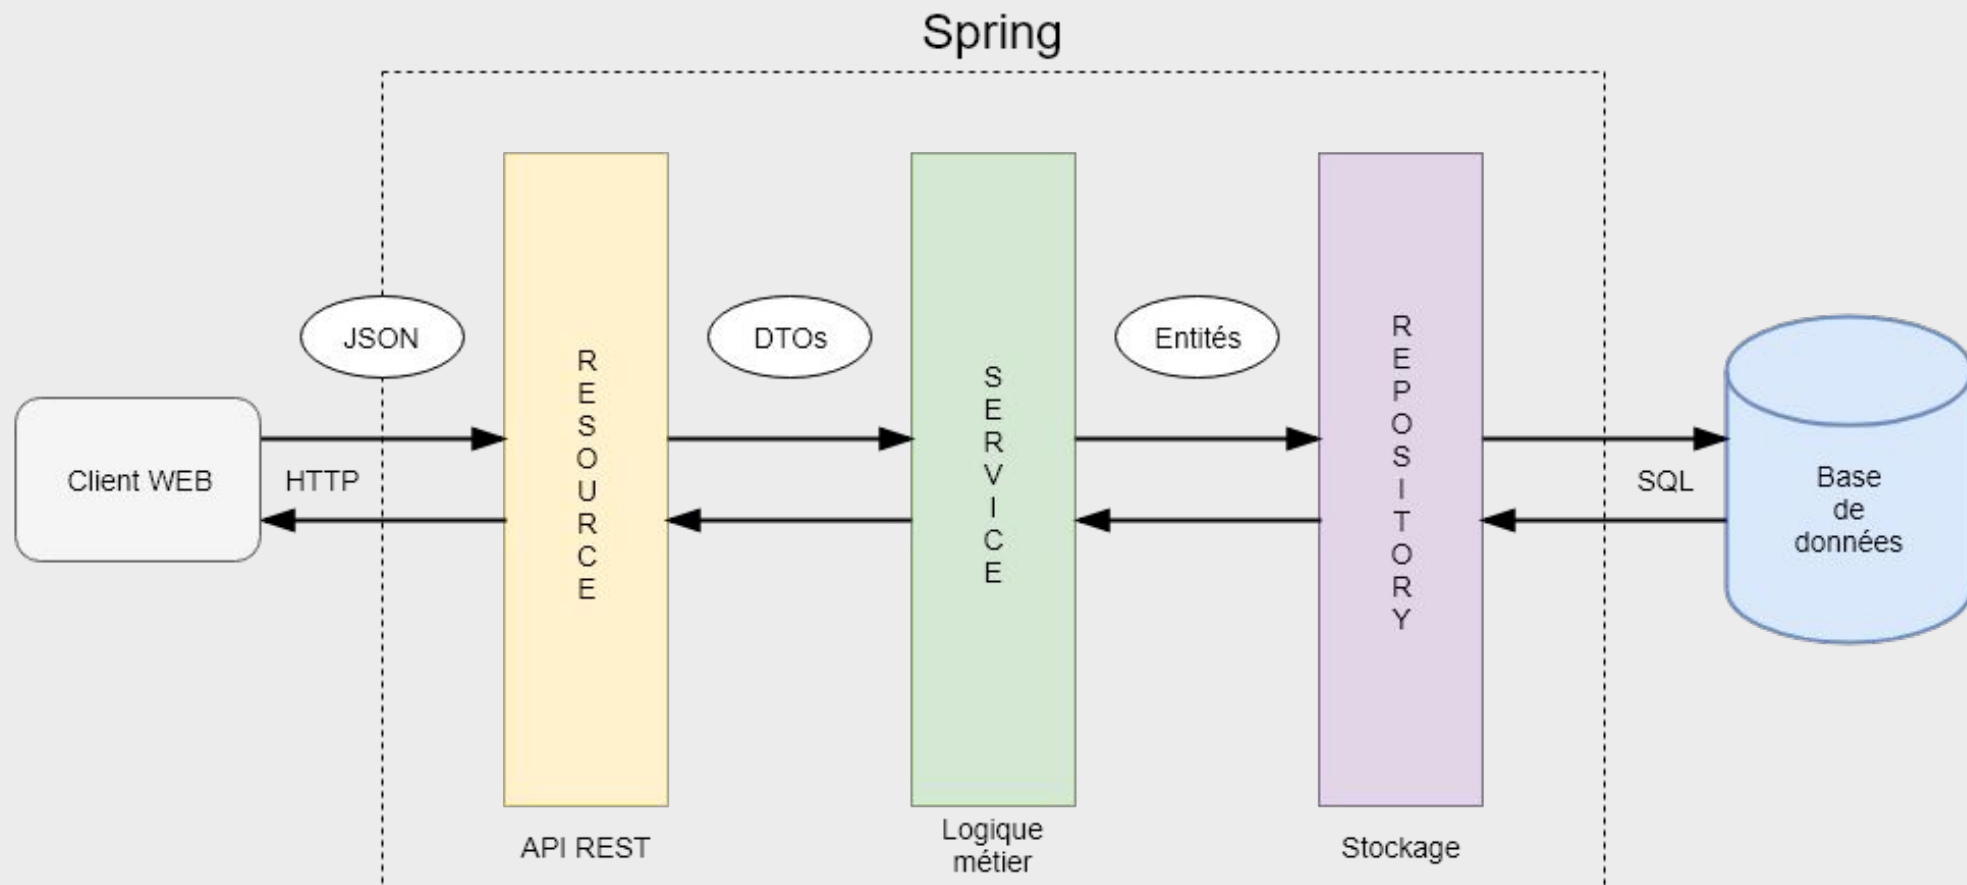 Spring
JSON
DTOs
Entités
Client WEB
HTTP
RESOURCE
SERVICE
REPOSITORY
SQL
Base
de
données
API REST
Logique
métier
Stockage